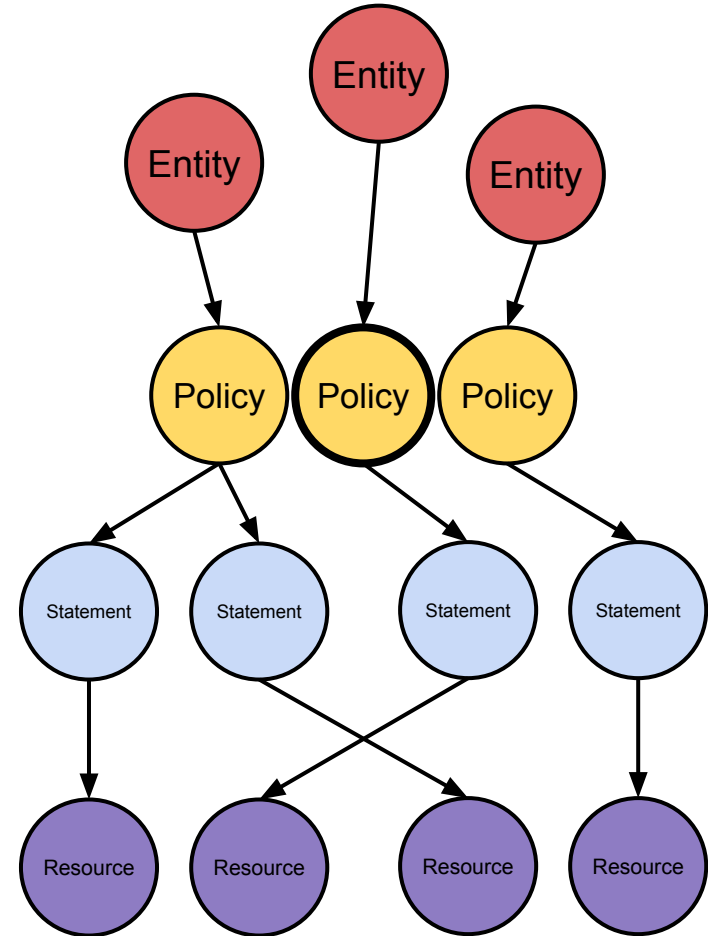 Entity
Entity
Entity
Policy
Policy
Policy
Statement
Statement
Statement
Statement
Resource
Resource
Resource
Resource